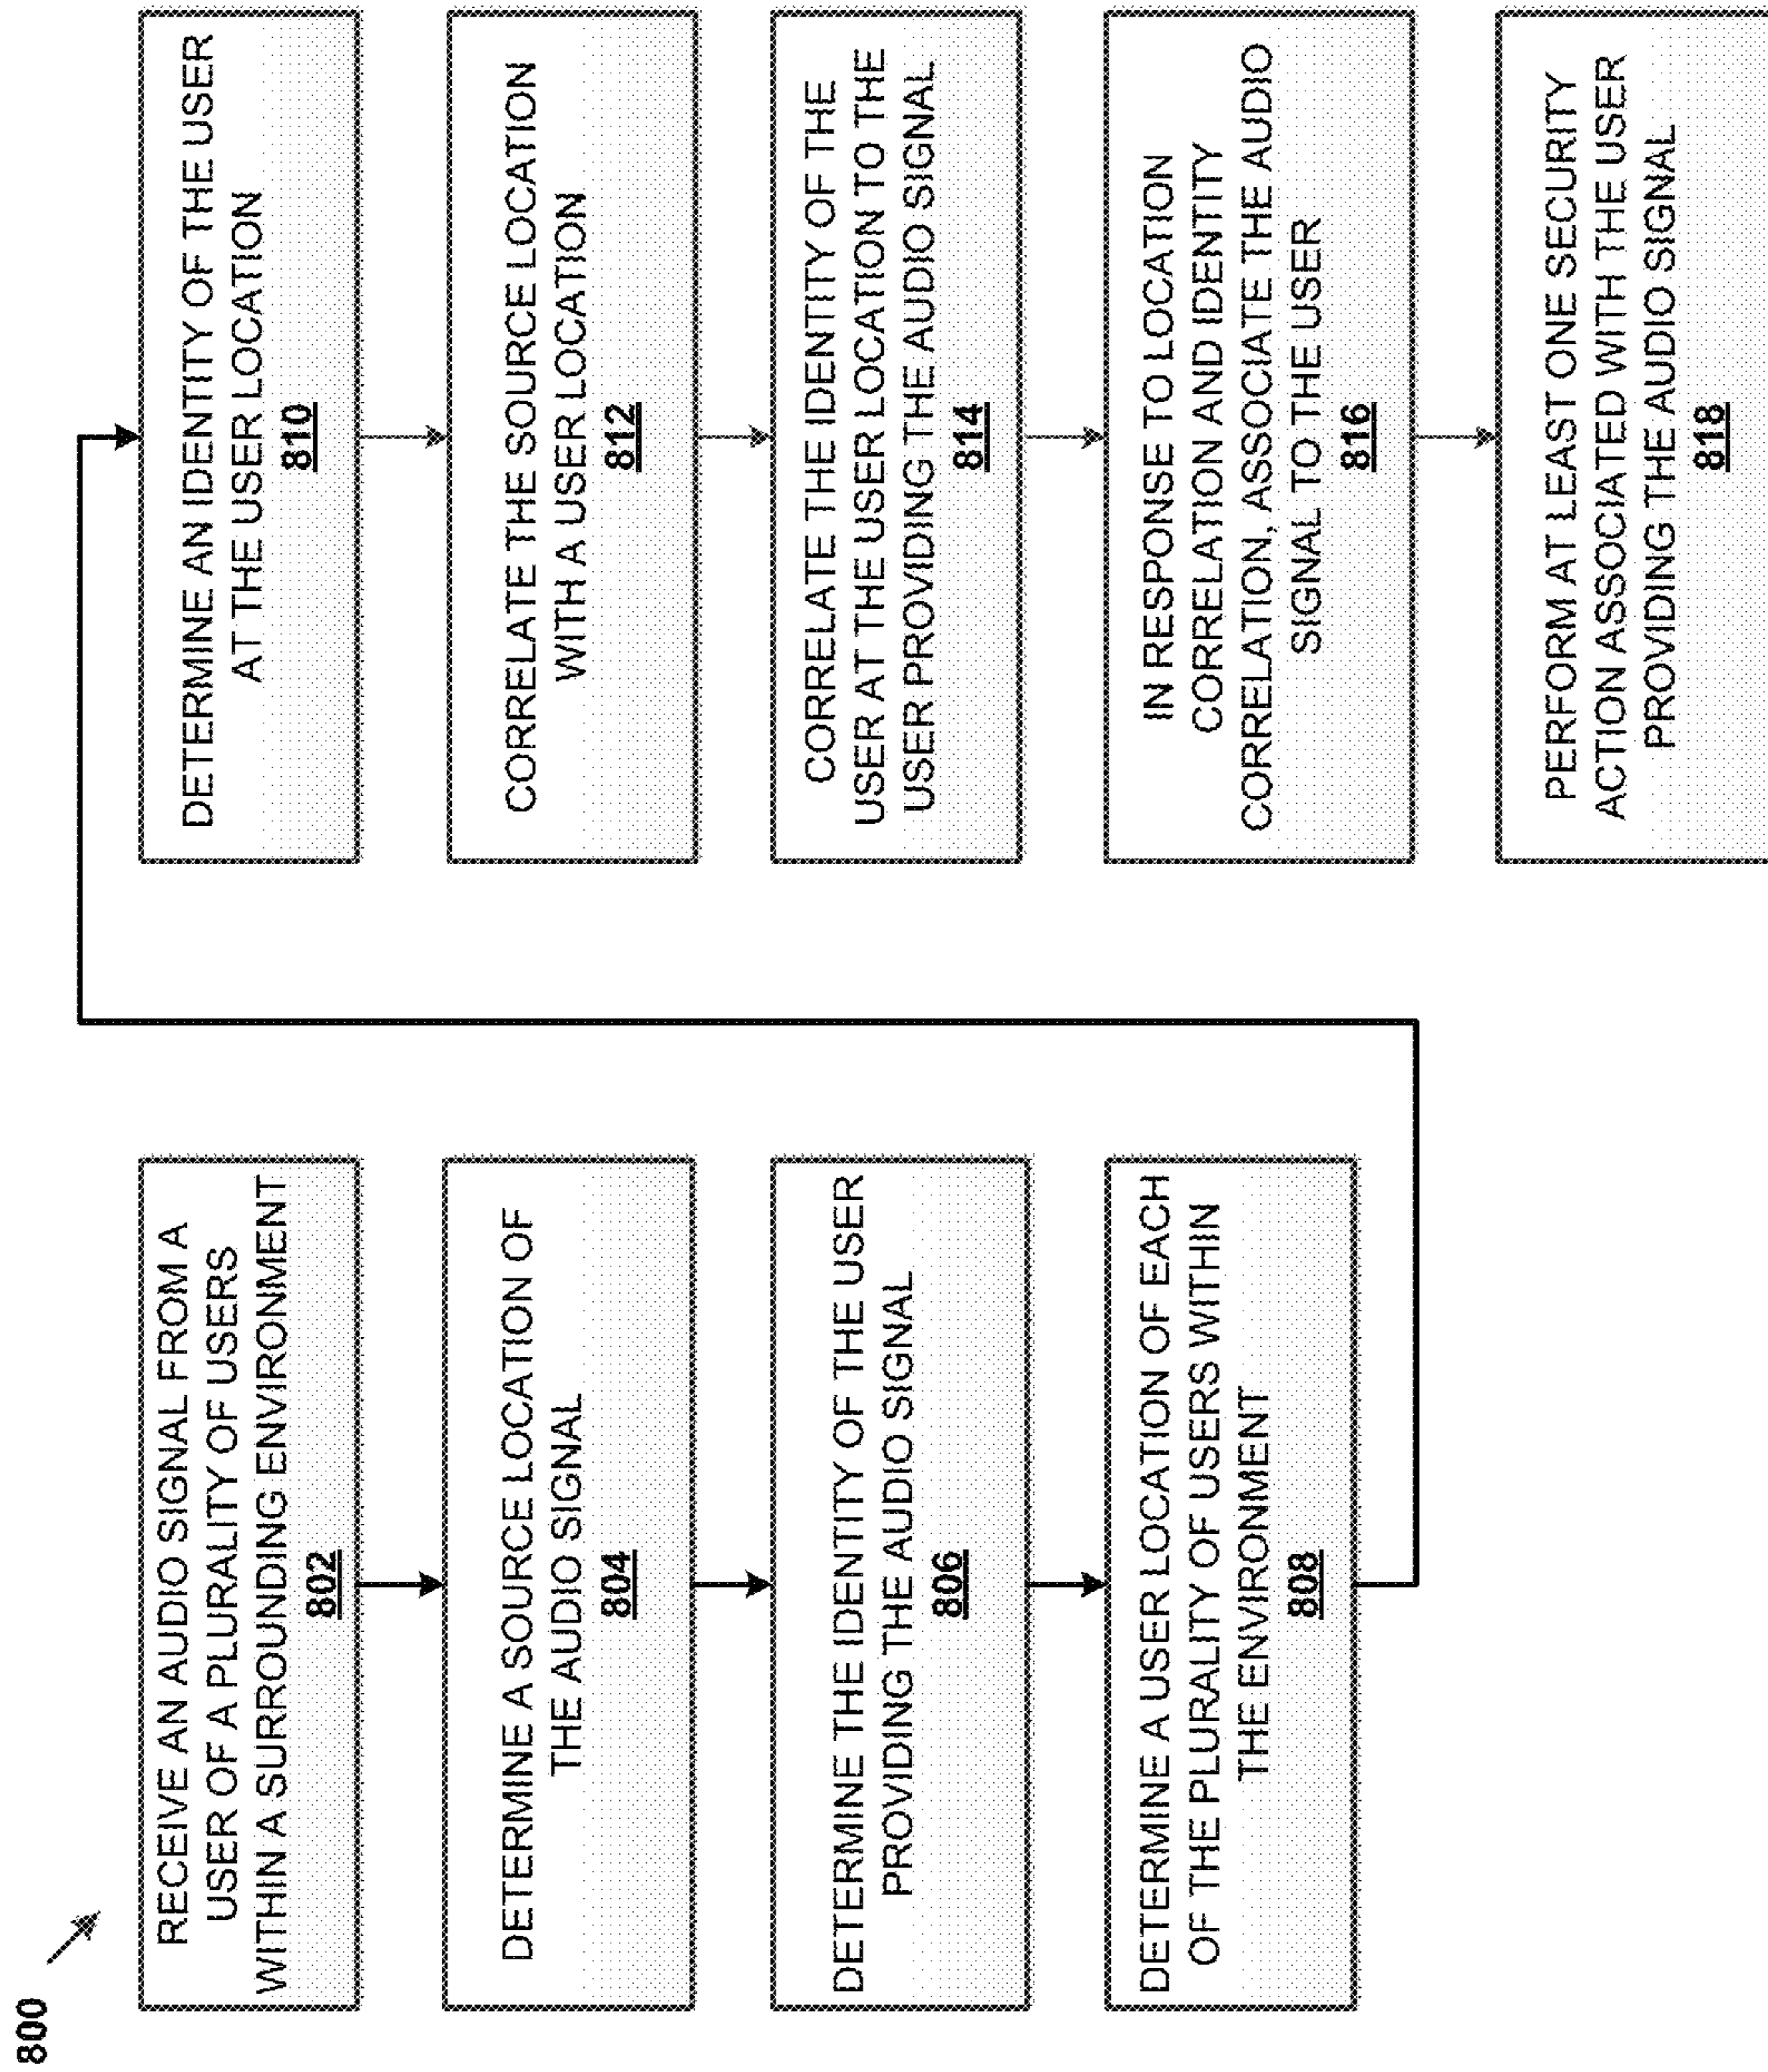 800
RECEIVE AN AUDIO SIGNAL FROM A
USER OF A PLURALITY OF USERS
WITHIN A SURROUNDING ENVIRONMENT
802
DETERMINE A SOURCE LOCATION OF
THE AUDIO SIGNAL
804
DETERMINE THE IDENTITY OF THE USER
PROVIDING THE AUDIO SIGNAL
806
DETERMINE A USER LOCATION OF EACH
OF THE PLURALITY OF USERS WITHIN
THE ENVIRONMENT
808
DETERMINE AN IDENTITY OF THE USER
AT THE USER LOCATION
810
CORRELATE THE SOURCE LOCATION
WITH A USER LOCATION
812
CORRELATE THE IDENTITY OF THE
USER AT THE USER LOCATION TO THE
USER PROVIDING THE AUDIO SIGNAL
814
IN RESPONSE TO LOCATION
CORRELATION AND IDENTITY
CORRELATION, ASSOCIATE THE AUDIO
SIGNAL TO THE USER
816
PERFORM AT LEAST ONE SECURITY
ACTION ASSOCIATED WITH THE USER
PROVIDING THE AUDIO SIGNAL
818